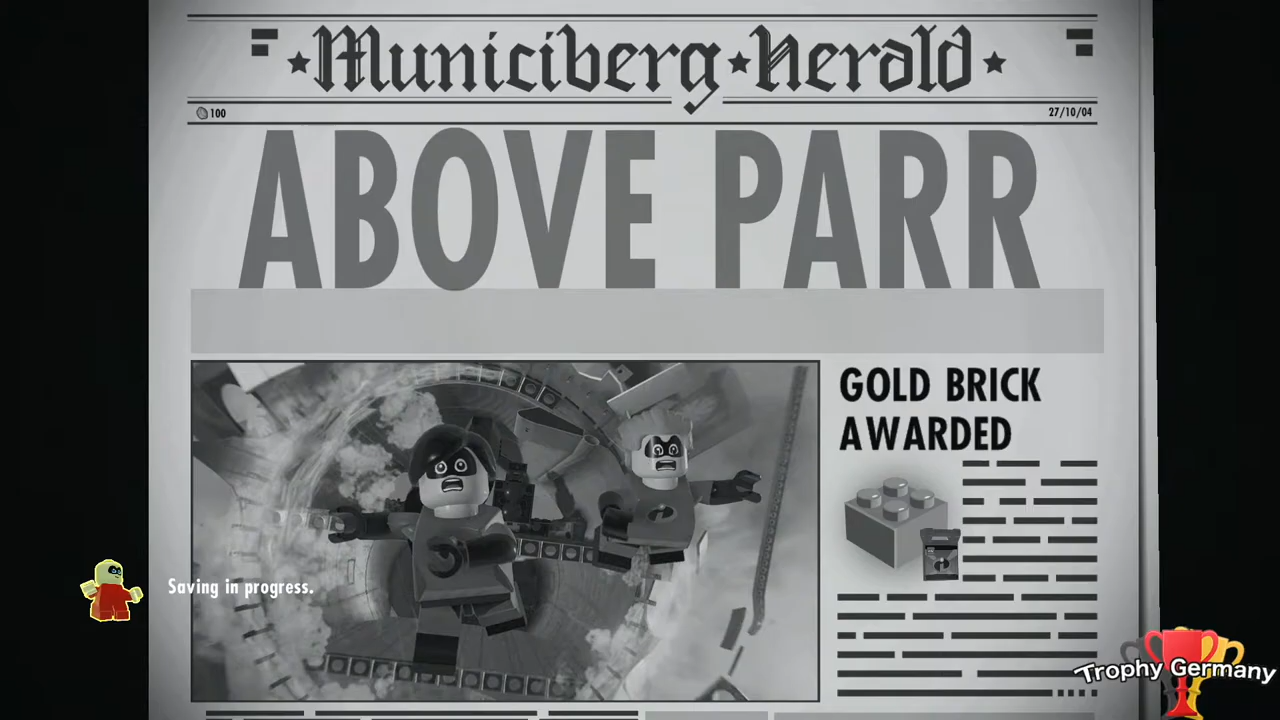 Municiberg Herald
100
27/10/04
ABOVE PARR
GOLD BRICK
AWARDED
Saving in progress.
Trophy Germany